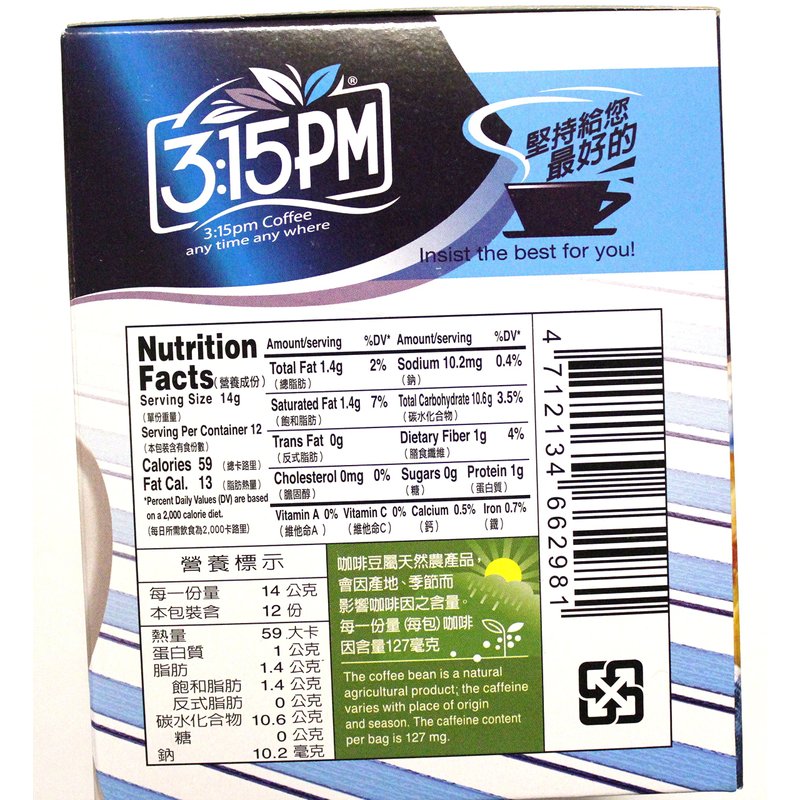 3:15PM
®
3:15pm Coffee
any time any where
堅持給您
最好的
Insist the best for you!
Nutrition
Facts(營養成份)
Serving Size 14g
(單份重量)
Serving Per Container 12
(本包裝含有食份數)
Calories 59 (總卡路里)
Fat Cal. 13 (脂肪熱量)
*Percent Daily Values (DV) are based
on a 2,000 calorie diet.
(每日所需飲食為2,000卡路里)
Amount/serving %DV* Amount/serving %DV*
Total Fat 1.4g 2% Sodium 10.2mg 0.4%
(總脂肪) (鈉)
Saturated Fat 1.4g 7% Total Carbohydrate 10.6g 3.5%
(飽和脂肪) (碳水化合物)
Trans Fat 0g Dietary Fiber 1g 4%
(反式脂肪) (膳食纖維)
Cholesterol 0mg 0% Sugars 0g Protein 1g
(膽固醇) (糖) (蛋白質)
Vitamin A 0% Vitamin C 0% Calcium 0.5% Iron 0.7%
(維他命A) (維他命C) (鈣) (鐵)
4 712134 662981
營養標示
每一份量 14 公克
本包裝含 12 份
熱量 59 大卡
蛋白質 1 公克
脂肪 1.4 公克
飽和脂肪 1.4 公克
反式脂肪 0 公克
碳水化合物 10.6 公克
糖 0 公克
鈉 10.2 毫克
咖啡豆屬天然農產品，
會因產地、季節而
影響咖啡因之含量。
每一份量(每包)咖啡
因含量127毫克
The coffee bean is a natural
agricultural product; the caffeine
varies with place of origin
and season. The caffeine content
per bag is 127 mg.